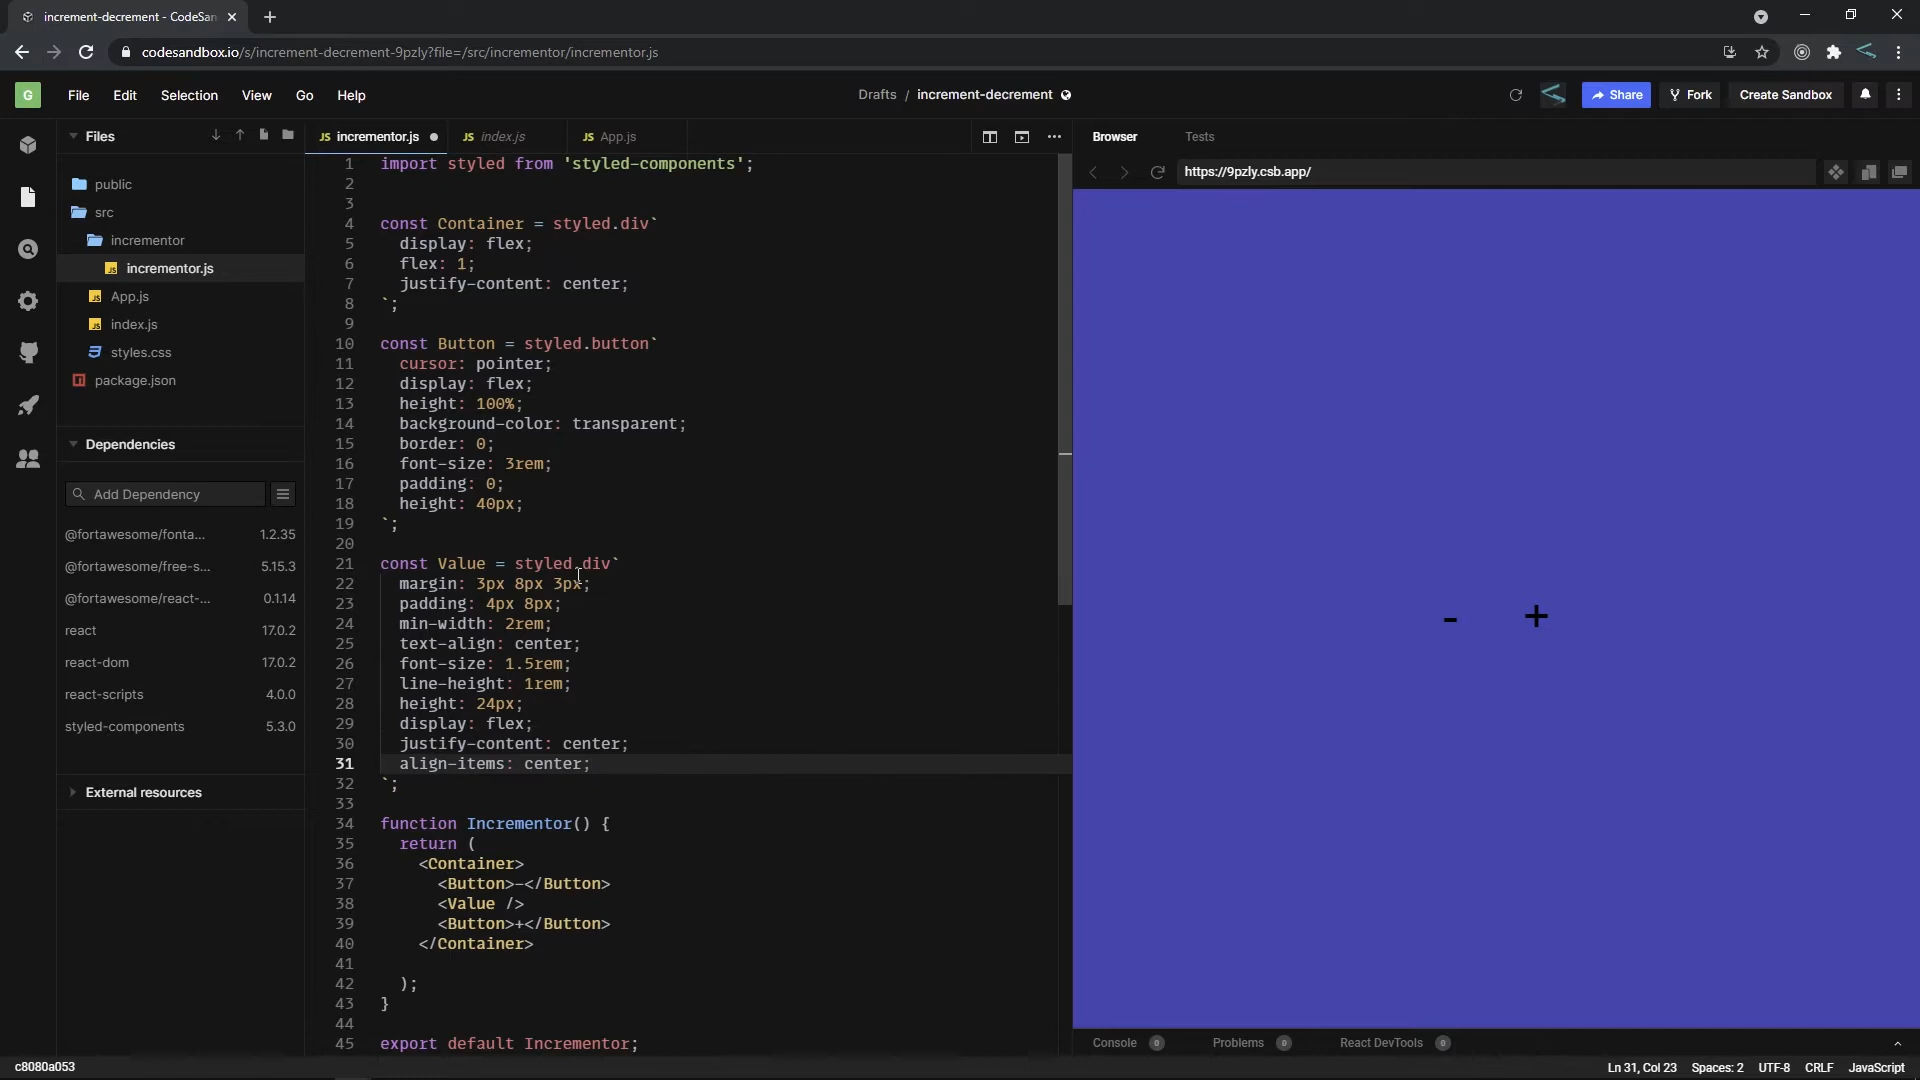 increment-decrement - CodeSan
codesandbox.io/s/increment-decrement-9pzly?file=/src/incrementor/incrementor.js
G
File
Edit
Selection
View
Go
Help
Drafts / increment-decrement
Share
Fork
Create Sandbox
Files
public
src
incrementor
JS incrementor.js
JS App.js
JS index.js
styles.css
package.json
Dependencies
Add Dependency
@fortawesome/fonta... 1.2.35
@fortawesome/free-s... 5.15.3
@fortawesome/react-... 0.1.14
react 17.0.2
react-dom 17.0.2
react-scripts 4.0.0
styled-components 5.3.0
External resources
JS incrementor.js
JS index.js
JS App.js
1 import styled from 'styled-components';
2
3
4 const Container = styled.div`
5 display: flex;
6 flex: 1;
7 justify-content: center;
8 `;
9
10 const Button = styled.button`
11 cursor: pointer;
12 display: flex;
13 height: 100%;
14 background-color: transparent;
15 border: 0;
16 font-size: 3rem;
17 padding: 0;
18 height: 40px;
19 `;
20
21 const Value = styled.div`
22 margin: 3px 8px 3px;
23 padding: 4px 8px;
24 min-width: 2rem;
25 text-align: center;
26 font-size: 1.5rem;
27 line-height: 1rem;
28 height: 24px;
29 display: flex;
30 justify-content: center;
31 align-items: center;
32 `;
33
34 function Incrementor() {
35 return (
36 <Container>
37 <Button>-</Button>
38 <Value />
39 <Button>+</Button>
40 </Container>
41
42 );
43 }
44
45 export default Incrementor;
Browser
Tests
https://9pzly.csb.app/
- +
Console 0
Problems 0
React DevTools 0
c8080a053
Ln 31, Col 23
Spaces: 2
UTF-8
CRLF
JavaScript